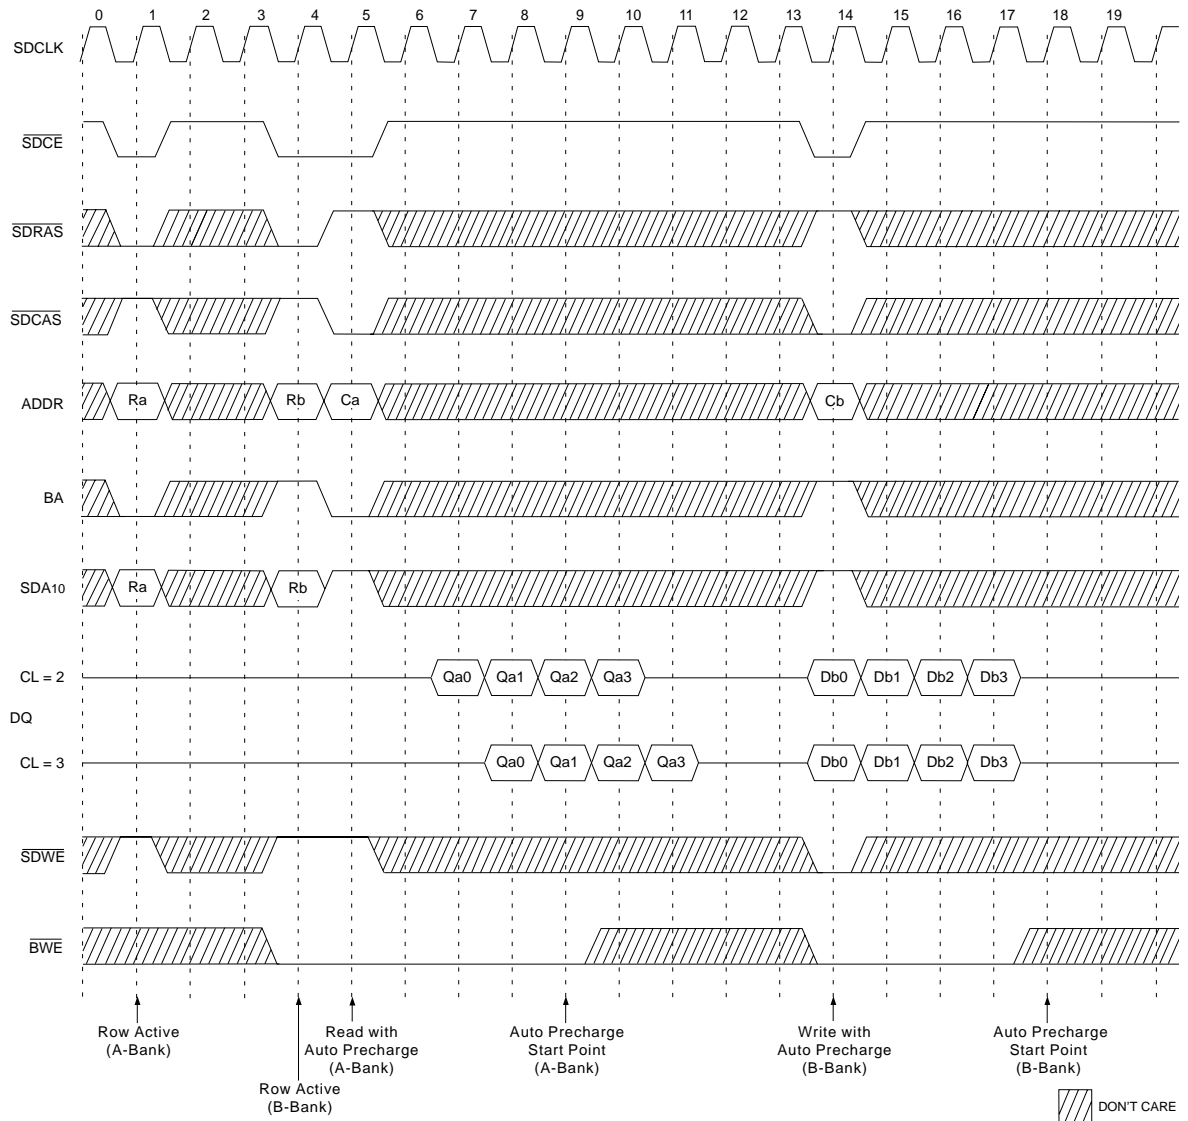 0 1 2 3 4 5 6 7 8 9 10 11 12 13 14 15 16 17 18 19
SDCLK
SDCE
SDRAS
SDCAS
ADDR Ra Rb Ca Cb
BA
SDA10 Ra Rb
CL = 2 Qa0 Qa1 Qa2 Qa3 Db0 Db1 Db2 Db3
DQ
CL = 3 Qa0 Qa1 Qa2 Qa3 Db0 Db1 Db2 Db3
SDWE
BWE
Row Active
(A-Bank)
Row Active
(B-Bank)
Read with
Auto Precharge
(A-Bank)
Auto Precharge
Start Point
(A-Bank)
Write with
Auto Precharge
(B-Bank)
Auto Precharge
Start Point
(B-Bank)
DON'T CARE